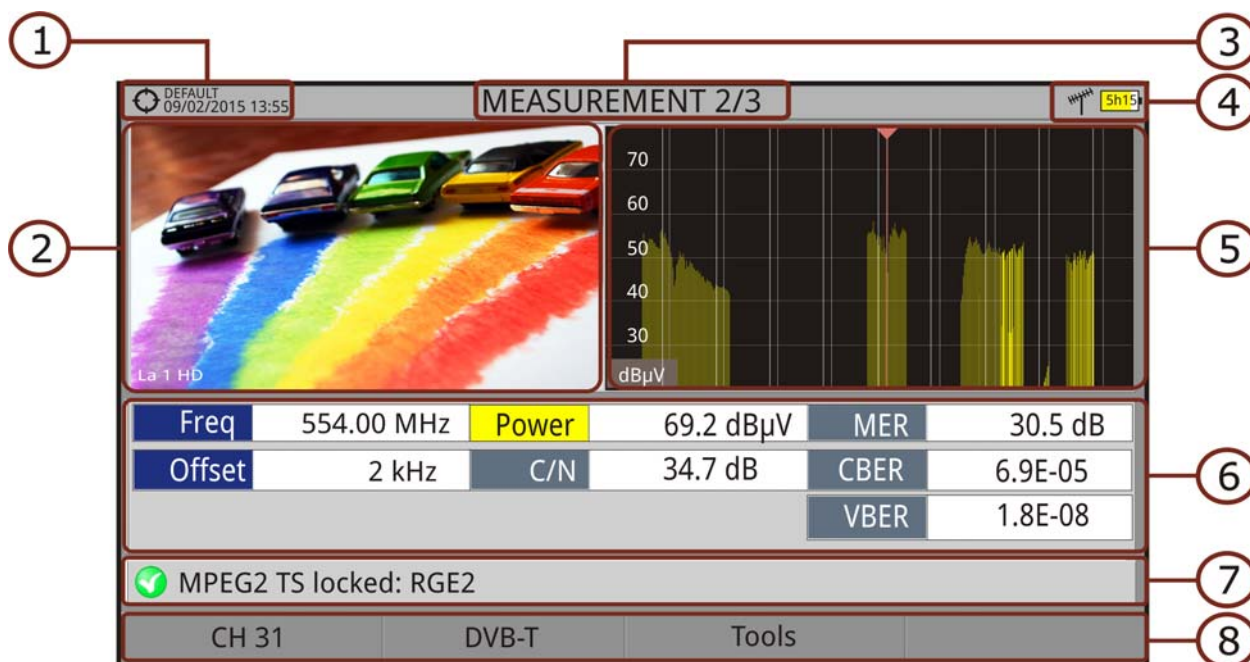 1
3
DEFAULT
09/02/2015 13:55
MEASUREMENT 2/3
5h15
4
2
La 1 HD
70
60
50
40
30
dBµV
5
Freq 554.00 MHz Power 69.2 dBµV MER 30.5 dB
Offset 2 kHz C/N 34.7 dB CBER 6.9E-05
VBER 1.8E-08
6
MPEG2 TS locked: RGE2
7
CH 31 DVB-T Tools
8